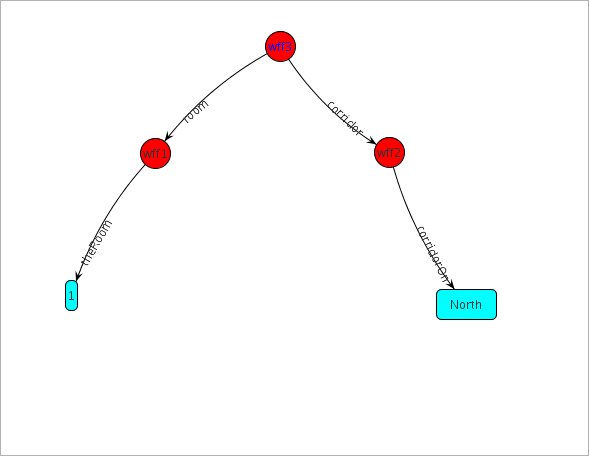 wff3
room
corridor
wff1
wff2
theRoom
corridorOn
1
North